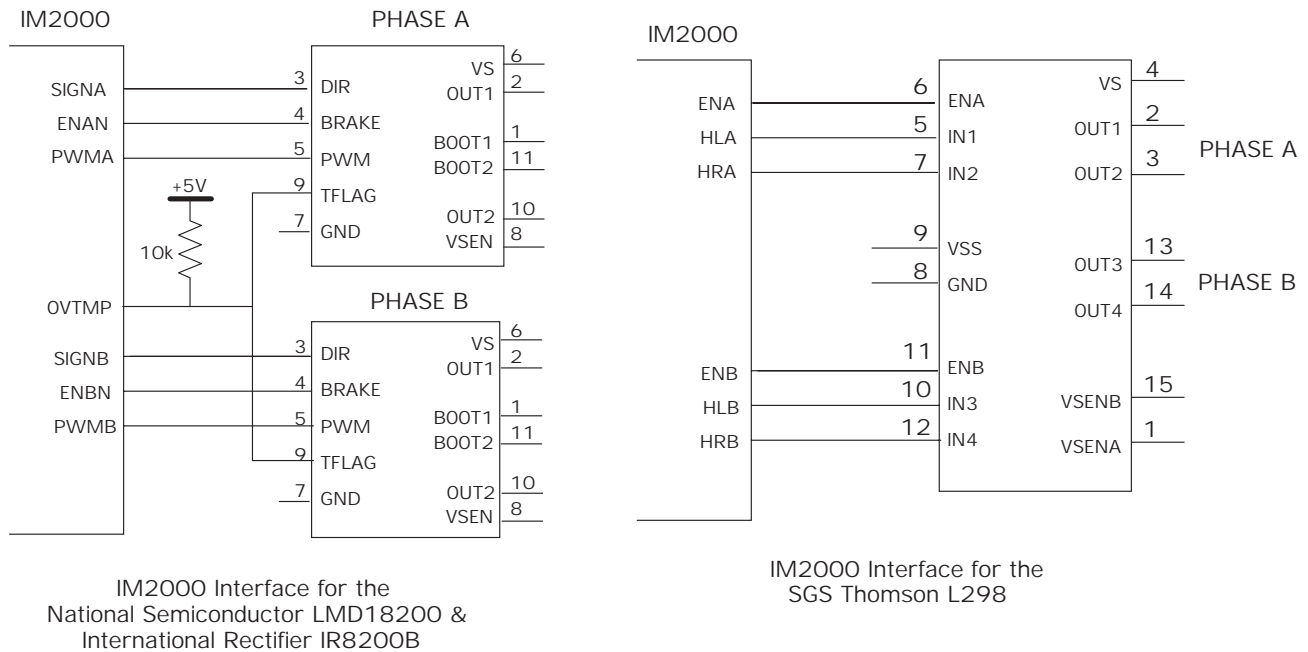 IM2000
PHASE A
SIGNA
ENAN
PWMA
+5V
10k
OVTMP
SIGNB
ENBN
PWMB
3
4
5
9
7
DIR
BRAKE
PWM
TFLAG
GND
VS
OUT1
BOOT1
BOOT2
OUT2
VSEN
6
2
1
11
10
8
PHASE B
3
4
5
9
7
DIR
BRAKE
PWM
TFLAG
GND
VS
OUT1
BOOT1
BOOT2
OUT2
VSEN
6
2
1
11
10
8
IM2000 Interface for the
National Semiconductor LMD18200 &
International Rectifier IR8200B
IM2000
ENA
HLA
HRA
ENB
HLB
HRB
6
5
7
9
8
11
10
12
ENA
IN1
IN2
VSS
GND
ENB
IN3
IN4
VS
OUT1
OUT2
OUT3
OUT4
VSENB
VSENA
4
2
3
13
14
15
1
PHASE A
PHASE B
IM2000 Interface for the
SGS Thomson L298